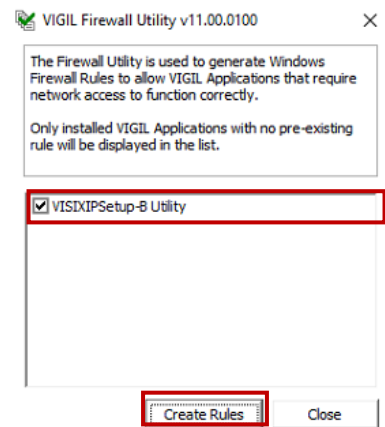 VIGIL Firewall Utility v11.00.0100
The Firewall Utility is used to generate Windows
Firewall Rules to allow VIGIL Applications that require
network access to function correctly.
Only installed VIGIL Applications with no pre-existing
rule will be displayed in the list.
VISIXIPSetup-B Utility
Create Rules Close